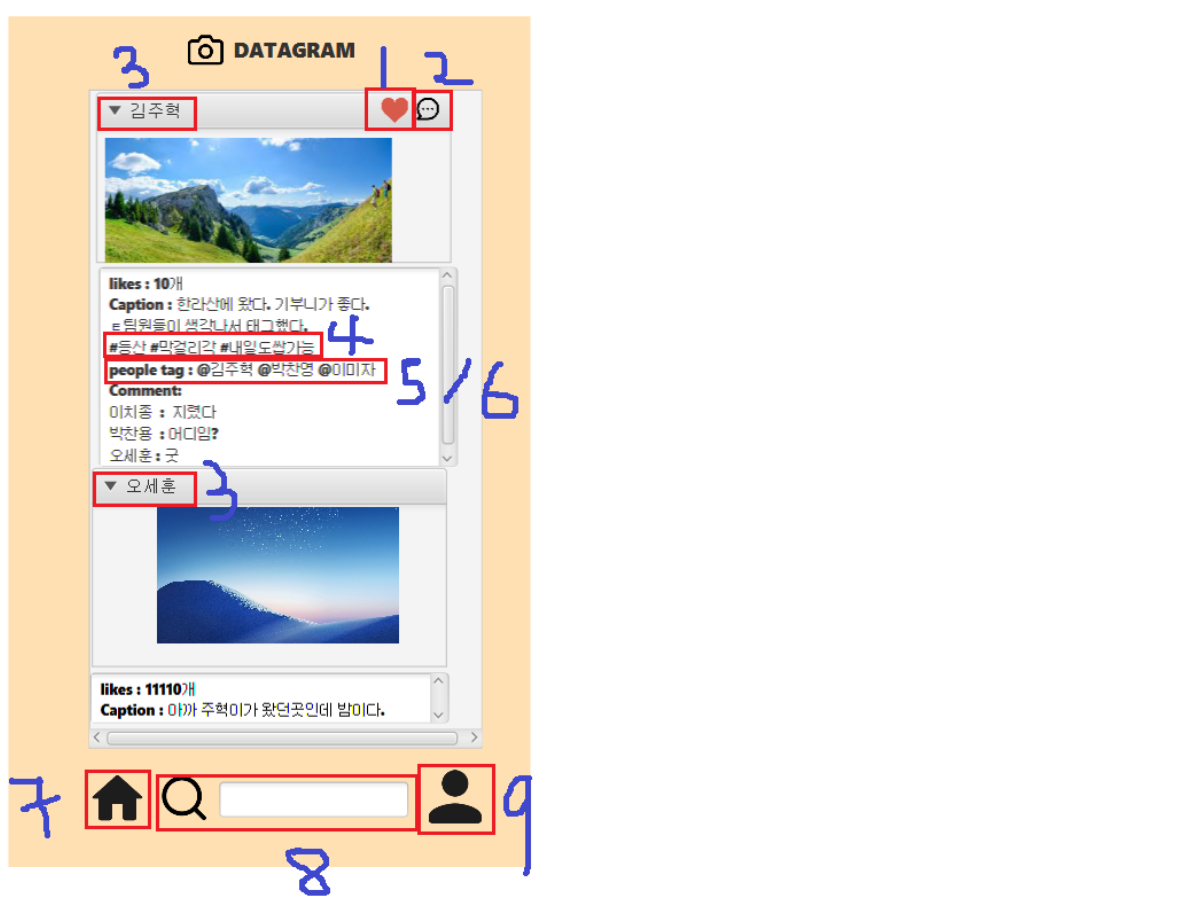 DATAGRAM
3
1
2
▼ 김주혁
likes : 10개
Caption : 한라산에 왔다. 기부니가 좋다.
ㅌ팀원들이 생각나서 태그했다.
#등산 #막걸리각 #내일도쌉가능
4
people tag : @김주혁 @박찬영 @이미자
5/6
Comment:
이치종 : 지렸다
박찬용 : 어디임?
오세훈 : 굿
▼ 오세훈
3
likes : 11110개
Caption : 아까 주혁이가 왔던곳인데 밤이다.
7
9
8